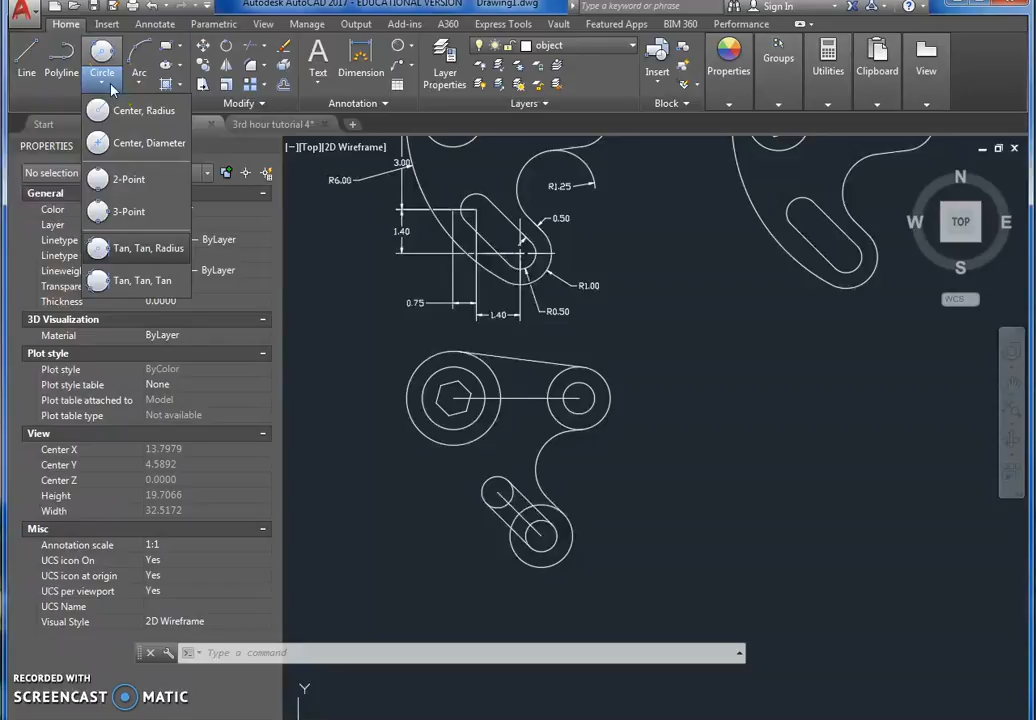 Autodesk AutoCAD 2017 - EDUCATIONAL VERSION Drawing1.dwg
Type a keyword or phrase
Sign In
Home Insert Annotate Parametric View Manage Output Add-ins A360 Express Tools Vault Featured Apps BIM 360 Performance
Line Polyline Circle Arc Text Dimension Layer Properties object Insert Properties Groups Utilities Clipboard View
Modify Annotation Layers Block
Start 3rd hour tutorial 4*
Center, Radius
Center, Diameter
2-Point
3-Point
Tan, Tan, Radius
Tan, Tan, Tan
PROPERTIES
No selection
General
Color
Layer
Linetype ByLayer
Linetype
Lineweig ByLayer
Transpare
Thickness 0.0000
3D Visualization
Material ByLayer
Plot style
Plot style ByColor
Plot style table None
Plot table attached to Model
Plot table type Not available
View
Center X 13.7979
Center Y 4.5892
Center Z 0.0000
Height 19.7066
Width 32.5172
Misc
Annotation scale 1:1
UCS icon On Yes
UCS icon at origin Yes
UCS per viewport Yes
UCS Name
Visual Style 2D Wireframe
[−][Top][2D Wireframe]
3.00
R6.00
R1.25
0.50
1.40
R1.00
0.75
1.40
R0.50
N
W TOP E
S
WCS
Type a command
Y
RECORDED WITH
SCREENCAST MATIC